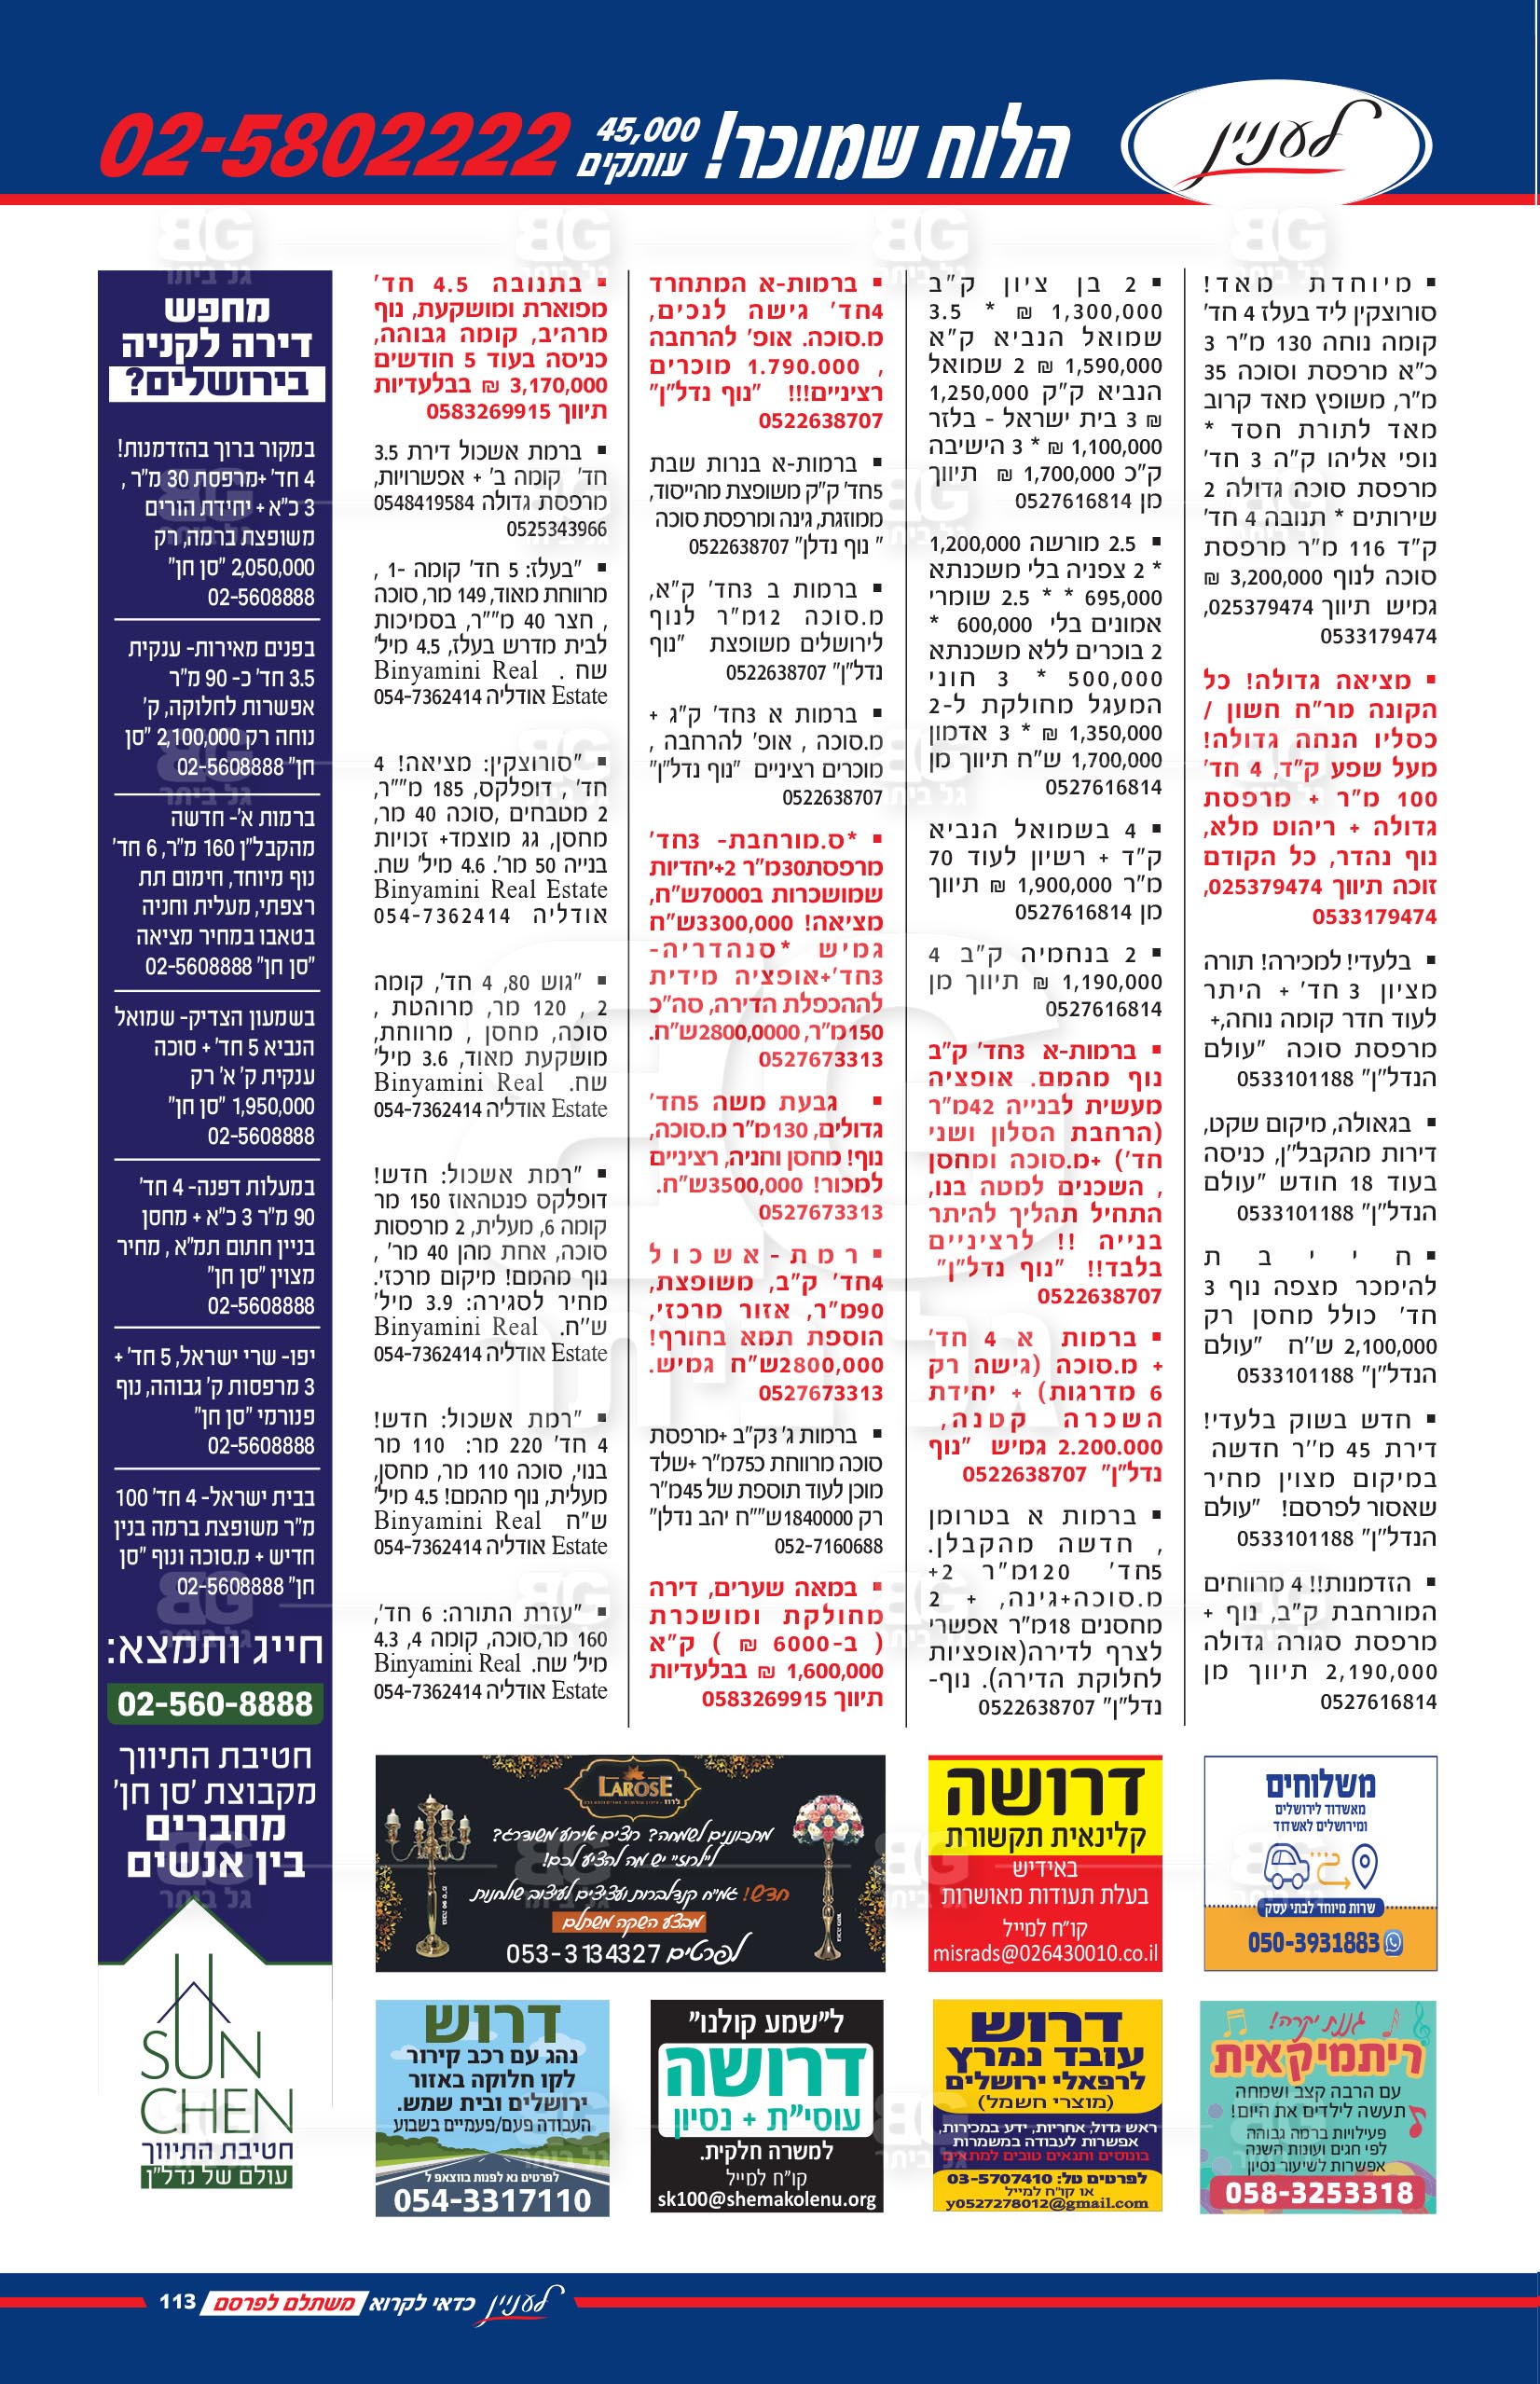 לעניין
הלוח שמוכר!
45,000
עותקים
02-5802222
▪ מיוחדת מאד!
סורוצקין ליד בעלז 4 חד'
קומה נוחה 130 מ"ר 3
כ"א מרפסת וסוכה 35
מ"ר, משופץ מאד קרוב
מאד לתורת חסד *
נופי אליהו ק"ה 3 חד'
מרפסת סוכה גדולה 2
שירותים * תנובה 4 חד'
ק"ד 116 מ"ר מרפסת
סוכה לנוף 3,200,000 ₪
גמיש תיווך 025379474,
0533179474
▪ מציאה גדולה! כל
הקונה מר"ח חשון /
כסליו הנחה גדולה!
מעל שפע ק"ד, 4 חד'
100 מ"ר + מרפסת
גדולה + ריהוט מלא,
נוף נהדר, כל הקודם
זוכה תיווך 025379474,
0533179474
▪ בלעדי! למכירה! תורה
מציון 3 חד' + היתר
לעוד חדר קומה נוחה,+
מרפסת סוכה "עולם
הנדל"ן" 0533101188
▪ בגאולה, מיקום שקט,
דירות מהקבל"ן, כניסה
בעוד 18 חודש "עולם
הנדל"ן" 0533101188
▪ ח י י ב ת
להימכר מצפה נוף 3
חד' כולל מחסן רק
2,100,000 ש"ח "עולם
הנדל"ן" 0533101188
▪ חדש בשוק בלעדי!
דירת 45 מ''ר חדשה
במיקום מצוין מחיר
שאסור לפרסם! "עולם
הנדל"ן" 0533101188
▪ הזדמנות!! 4 מרווחים
המורחבת ק"ב, נוף +
מרפסת סגורה גדולה
2,190,000 תיווך מן
0527616814
▪ 2 בן ציון ק"ב
1,300,000 ₪ * 3.5
שמואל הנביא ק"א
1,590,000 ₪ 2 שמואל
הנביא ק"ק 1,250,000
₪ 3 בית ישראל - בלזר
1,100,000 ₪ * 3 הישיבה
ק"כ 1,700,000 ₪ תיווך
מן 0527616814
▪ 2.5 מורשה 1,200,000
* 2 צפניה בלי משכנתא
695,000 * * 2.5 שומרי
אמונים בלי 600,000 *
2 בוכרים ללא משכנתא
500,000 * 3 חוני
המעגל מחולקת ל-2
1,350,000 ₪ * 3 אדמון
1,700,000 ש"ח תיווך מן
0527616814
▪ 4 בשמואל הנביא
ק"ד + רשיון לעוד 70
מ"ר 1,900,000 ₪ תיווך
מן 0527616814
▪ 2 בנחמיה ק"ב 4
1,190,000 ₪ תיווך מן
0527616814
▪ ברמות-א 3חד' ק"ב
נוף מהמם. אופציה
מעשית לבנייה 42מ"ר
(הרחבת הסלון ושני
חד') +מ.סוכה ומחסן
, השכנים למטה בנו,
התחיל תהליך להיתר
בנייה !! לרציניים
בלבד!! "נוף נדל"ן"
0522638707
▪ ברמות א 4 חד'
+ מ.סוכה (גישה רק
6 מדרגות) + יחידת
השכרה קטנה,
2.200.000 גמיש "נוף
נדל"ן" 0522638707
▪ ברמות א בטרומן
, חדשה מהקבלן.
5חד' 120מ"ר +2
מ.סוכה+גינה, + 2
מחסנים 18מ"ר אפשרי
לצרף לדירה(אופציות
לחלוקת הדירה). נוף-
נדל"ן" 0522638707
▪ ברמות-א המתחרד
4חד' גישה לנכים,
מ.סוכה. אופ' להרחבה
, 1.790.000 מוכרים
רציניים!!! "נוף נדל"ן"
0522638707
▪ ברמות-א בנרות שבת
5חד' ק"ק משופצת מהייסוד,
ממוזגת, גינה ומרפסת סוכה
" נוף נדלן" 0522638707
▪ ברמות ב 3חד' ק"א,
מ.סוכה 12מ"ר לנוף
לירושלים משופצת "נוף
נדל"ן" 0522638707
▪ ברמות א 3חד' ק"ג +
מ.סוכה , אופ' להרחבה ,
מוכרים רציניים "נוף נדל"ן"
0522638707
▪ *ס.מורחבת- 3חד'
מרפסת30מ"ר 2+יחדיות
שמושכרות ב7000ש"ח,
מציאה! 3300,000ש"ח
גמיש *סנהדריה-
3חד'+אופציה מידית
לההכפלת הדירה, סה"כ
150מ"ר, 2800,0000ש"ח.
0527673313
▪ גבעת משה 5חד'
גדולים, 130מ"ר מ.סוכה,
נוף! מחסן וחניה, רציניים
למכור! 3500,000ש"ח.
0527673313
▪ רמת-אשכול
4חד' ק"ב, משופצת,
90מ"ר, אזור מרכזי,
הוספת תמא בחורף!
2800,000ש"ח גמיש.
0527673313
▪ ברמות ג' 3ק"ב +מרפסת
סוכה מרווחת כ75מ"ר +שלד
מוכן לעוד תוספת של 45מ"ר
רק 1840000ש""ח יהב נדלן"
052-7160688
▪ במאה שערים, דירה
מחולקת ומושכרת
( ב-6000 ₪ ) ק"א
1,600,000 ₪ בבלעדיות
תיווך 0583269915
▪ בתנובה 4.5 חד'
מפוארת ומושקעת, נוף
מרהיב, קומה גבוהה,
כניסה בעוד 5 חודשים
3,170,000 ₪ בבלעדיות
תיווך 0583269915
▪ ברמת אשכול דירת 3.5
חד' קומה ב' + אפשרויות,
מרפסת גדולה 0548419584
0525343966
▪ "בעלז: 5 חד' קומה -1 ,
מרווחת מאוד, 149 מר, סוכה
, חצר 40 מ""ר, בסמיכות
לבית מדרש בעלז, 4.5 מיל'
שח . Binyamini Real
Estate אודליה 054-7362414
▪ "סורוצקין: מציאה! 4
חד' , דופלקס, 185 מ""ר,
2 מטבחים ,סוכה 40 מר,
מחסן, גג מוצמד+ זכויות
בנייה 50 מר'. 4.6 מיל' שח.
Binyamini Real Estate
אודליה 054-7362414
▪ "גוש 80, 4 חד', קומה
2 , 120 מר, מרוהטת ,
סוכה, מחסן , מרווחת,
מושקעת מאוד, 3.6 מיל'
שח. Binyamini Real
Estate אודליה 054-7362414
▪ "רמת אשכול: חדש!
דופלקס פנטהאוז 150 מר
קומה 6, מעלית, 2 מרפסות
סוכה, אחת מהן 40 מר' ,
נוף מהמם! מיקום מרכזי.
מחיר לסגירה: 3.9 מיל'
ש"ח. Binyamini Real
Estate אודליה 054-7362414
▪ "רמת אשכול: חדש!
4 חד' 220 מר: 110 מר
בנוי, סוכה 110 מר, מחסן,
מעלית, נוף מהמם! 4.5 מיל'
ש"ח Binyamini Real
Estate אודליה 054-7362414
▪ "עזרת התורה: 6 חד',
160 מר,סוכה, קומה 4, 4.3
מיל' שח. Binyamini Real
Estate אודליה 054-7362414
מחפש
דירה לקניה
בירושלים?
במקור ברוך בהזדמנות!
4 חד' +מרפסת 30 מ"ר ,
3 כ"א + יחידת הורים
משופצת ברמה, רק
2,050,000 "סן חן"
02-5608888
בפנים מאירות- ענקית
3.5 חד' כ- 90 מ"ר
אפשרות לחלוקה, ק'
נוחה רק 2,100,000 "סן
חן" 02-5608888
ברמות א'- חדשה
מהקבל"ן 160 מ"ר, 6 חד'
נוף מיוחד, חימום תת
רצפתי, מעלית וחניה
בטאבו במחיר מציאה
"סן חן" 02-5608888
בשמעון הצדיק- שמואל
הנביא 5 חד' + סוכה
ענקית ק' א' רק
1,950,000 "סן חן"
02-5608888
במעלות דפנה- 4 חד'
90 מ"ר 3 כ"א + מחסן
בניין חתום תמ"א , מחיר
מצוין "סן חן"
02-5608888
יפו- שרי ישראל, 5 חד' +
3 מרפסות ק' גבוהה, נוף
פנורמי "סן חן"
02-5608888
בבית ישראל- 4 חד' 100
מ"ר משופצת ברמה בנין
חדיש + מ.סוכה ונוף "סן
חן" 02-5608888
חייג ותמצא:
02-560-8888
חטיבת התיווך
מקבוצת 'סן חן'
מחברים
בין אנשים
SUN
CHEN
חטיבת התיווך
עולם של נדל"ן
משלוחים
מאשדוד לירושלים
ומירושלים לאשדוד
שרות מיוחד לבתי עסק
050-3931883
דרושה
קלינאית תקשורת
באידיש
בעלת תעודות מאושרות
קו"ח למייל
misrads@026430010.co.il
LAROSE
מתכוננים לשמחה? רוצים אירוע משודרג?
ל"לרוז" יש מה להציע לכם!
חדש! גמ"ח קנדלברות ועציצים לעיצוב שולחנות
מבצע השקה משתלם
לפרטים 053-3134327
גננת יקרה!
ריתמיקאית
עם הרבה קצב ושמחה
תעשה לילדים את היום!
פעילויות ברמה גבוהה
לפי חגים ועונות השנה
אפשרות לשיעור נסיון
058-3253318
דרוש
עובד נמרץ
לרפאלי ירושלים
(מוצרי חשמל)
ראש גדול, אחריות, ידע במכירות,
אפשרות לעבודה במשמרות
בונוסים ותנאים טובים למתאים
לפרטים טל: 03-5707410
או קו"ח למייל
y0527278012@gmail.com
ל"שמע קולנו"
דרושה
עוסי"ת + נסיון
למשרה חלקית.
קו"ח למייל
sk100@shemakolenu.org
דרוש
נהג עם רכב קירור
לקו חלוקה באזור
ירושלים ובית שמש.
העבודה פעם/פעמיים בשבוע
לפרטים נא לפנות בווצאפ ל
054-3317110
לעניין כדאי לקרוא משתלם לפרסם 113